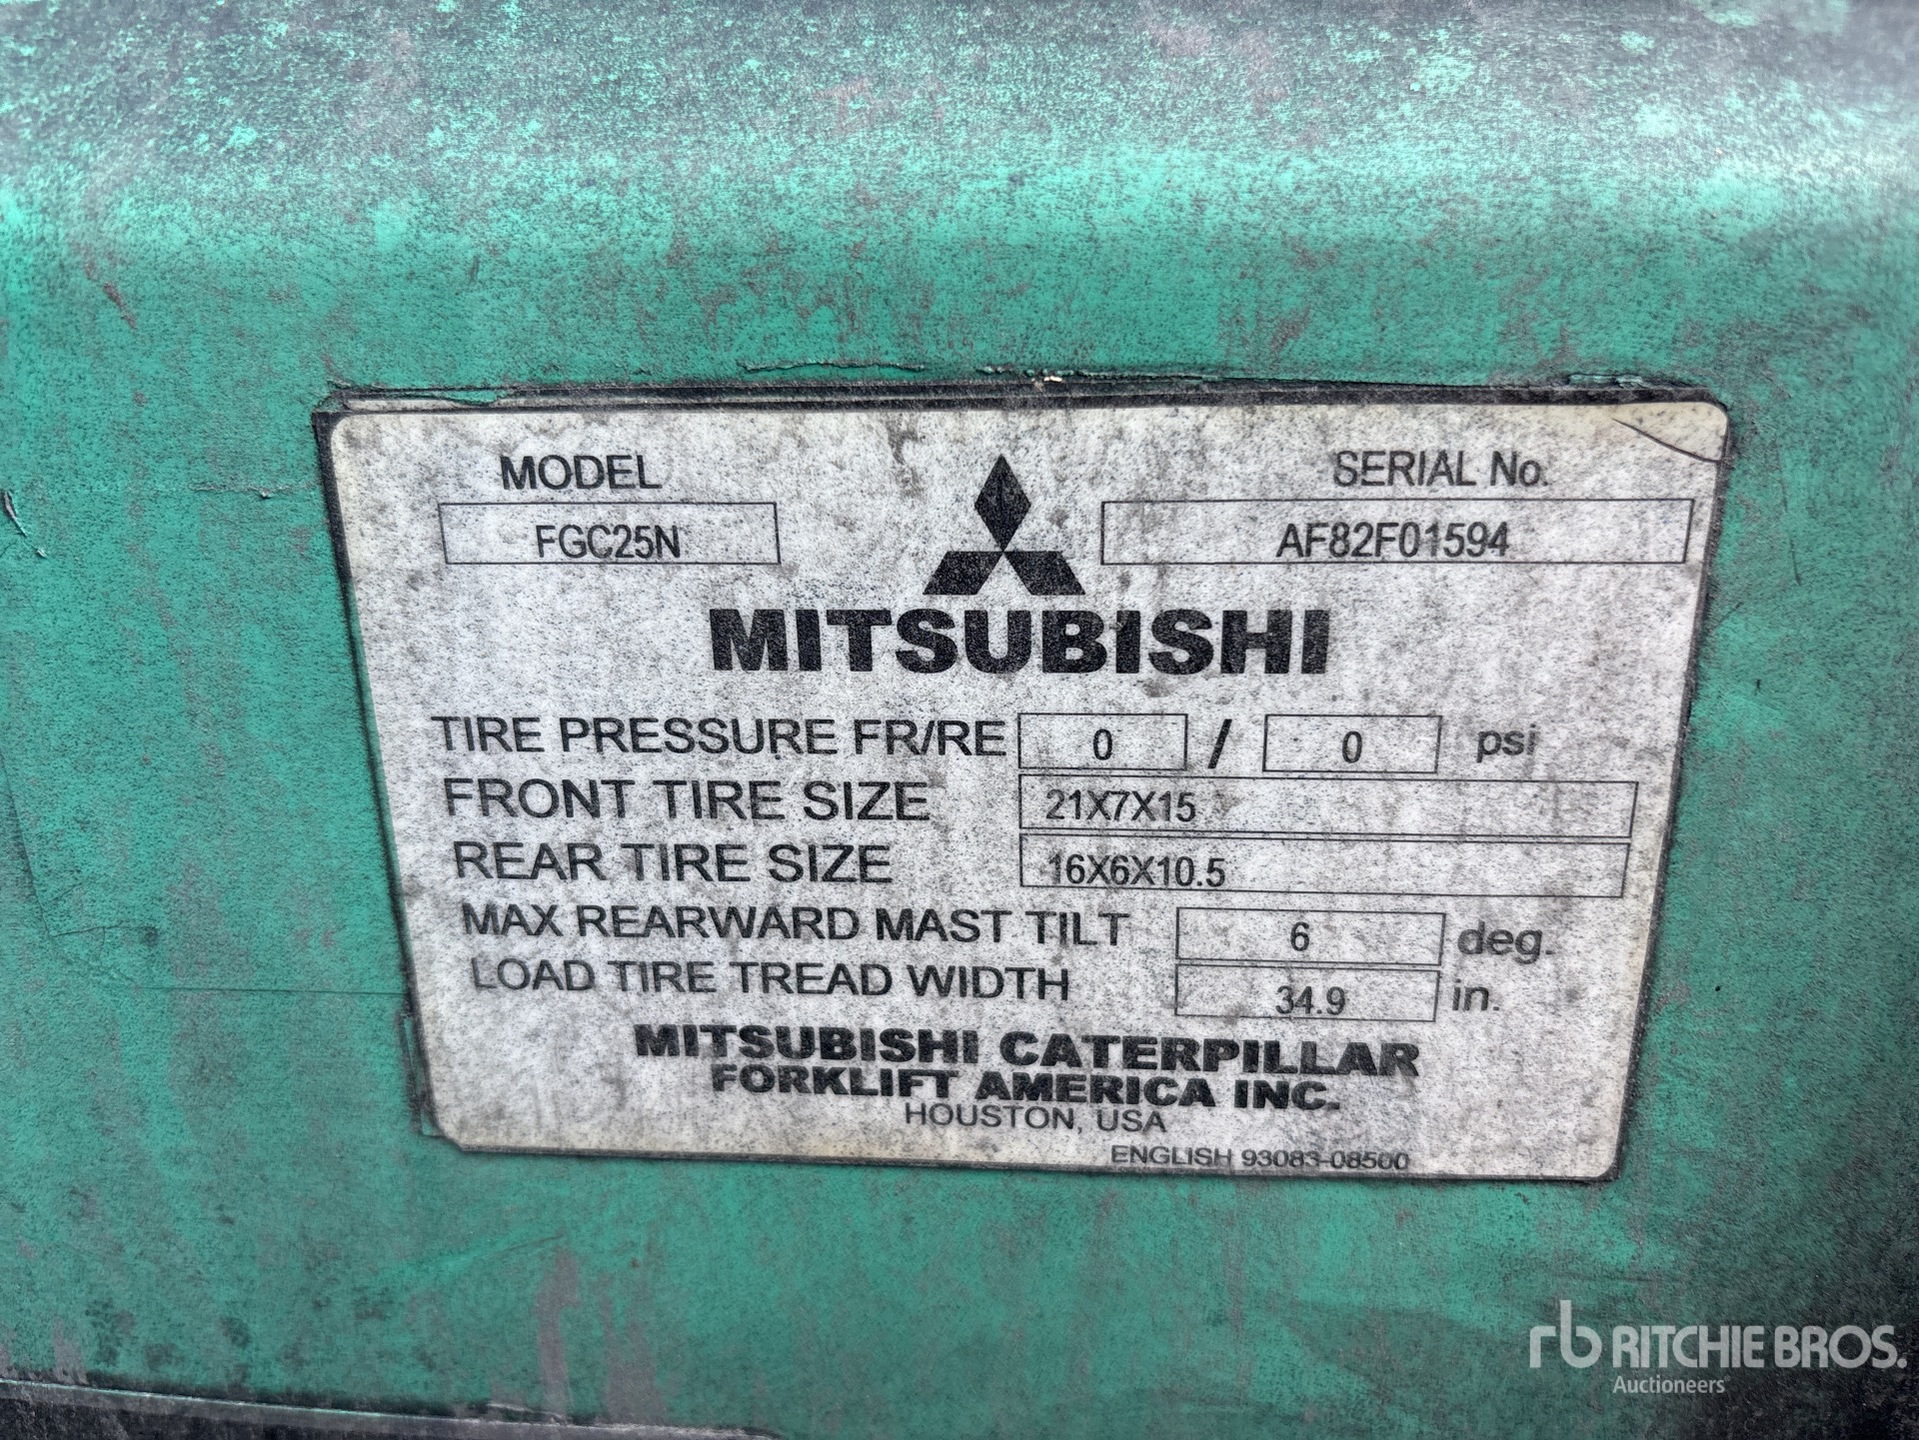 MODEL SERIAL No.
FGC25N AF82F01594
MITSUBISHI
TIRE PRESSURE FR/RE 0 / 0 psi
FRONT TIRE SIZE 21X7X15
REAR TIRE SIZE 16X6X10.5
MAX REARWARD MAST TILT 6 deg.
LOAD TIRE TREAD WIDTH 34.9 in.
MITSUBISHI CATERPILLAR
FORKLIFT AMERICA INC.
HOUSTON, USA
ENGLISH 93083-08500
rb RITCHIE BROS.
Auctioneers